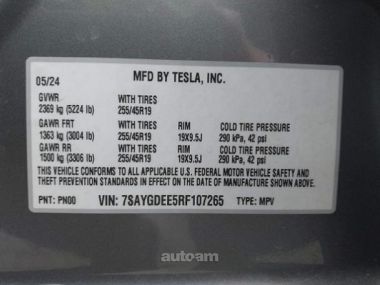 05/24 MFD BY TESLA, INC.
GVWR WITH TIRES
2369 kg (5224 lb) 255/45R19
GAWR FRT WITH TIRES RIM COLD TIRE PRESSURE
1363 kg (3004 lb) 255/45R19 19X9.5J 290 kPa, 42 psi
GAWR RR WITH TIRES RIM COLD TIRE PRESSURE
1500 kg (3306 lb) 255/45R19 19X9.5J 290 kPa, 42 psi
THIS VEHICLE CONFORMS TO ALL APPLICABLE U.S. FEDERAL MOTOR VEHICLE SAFETY AND
THEFT PREVENTION STANDARDS IN EFFECT ON THE DATE OF MANUFACTURE SHOWN ABOVE.
PNT: PN00 VIN: 7SAYGDEE5RF107265 TYPE: MPV
autoam